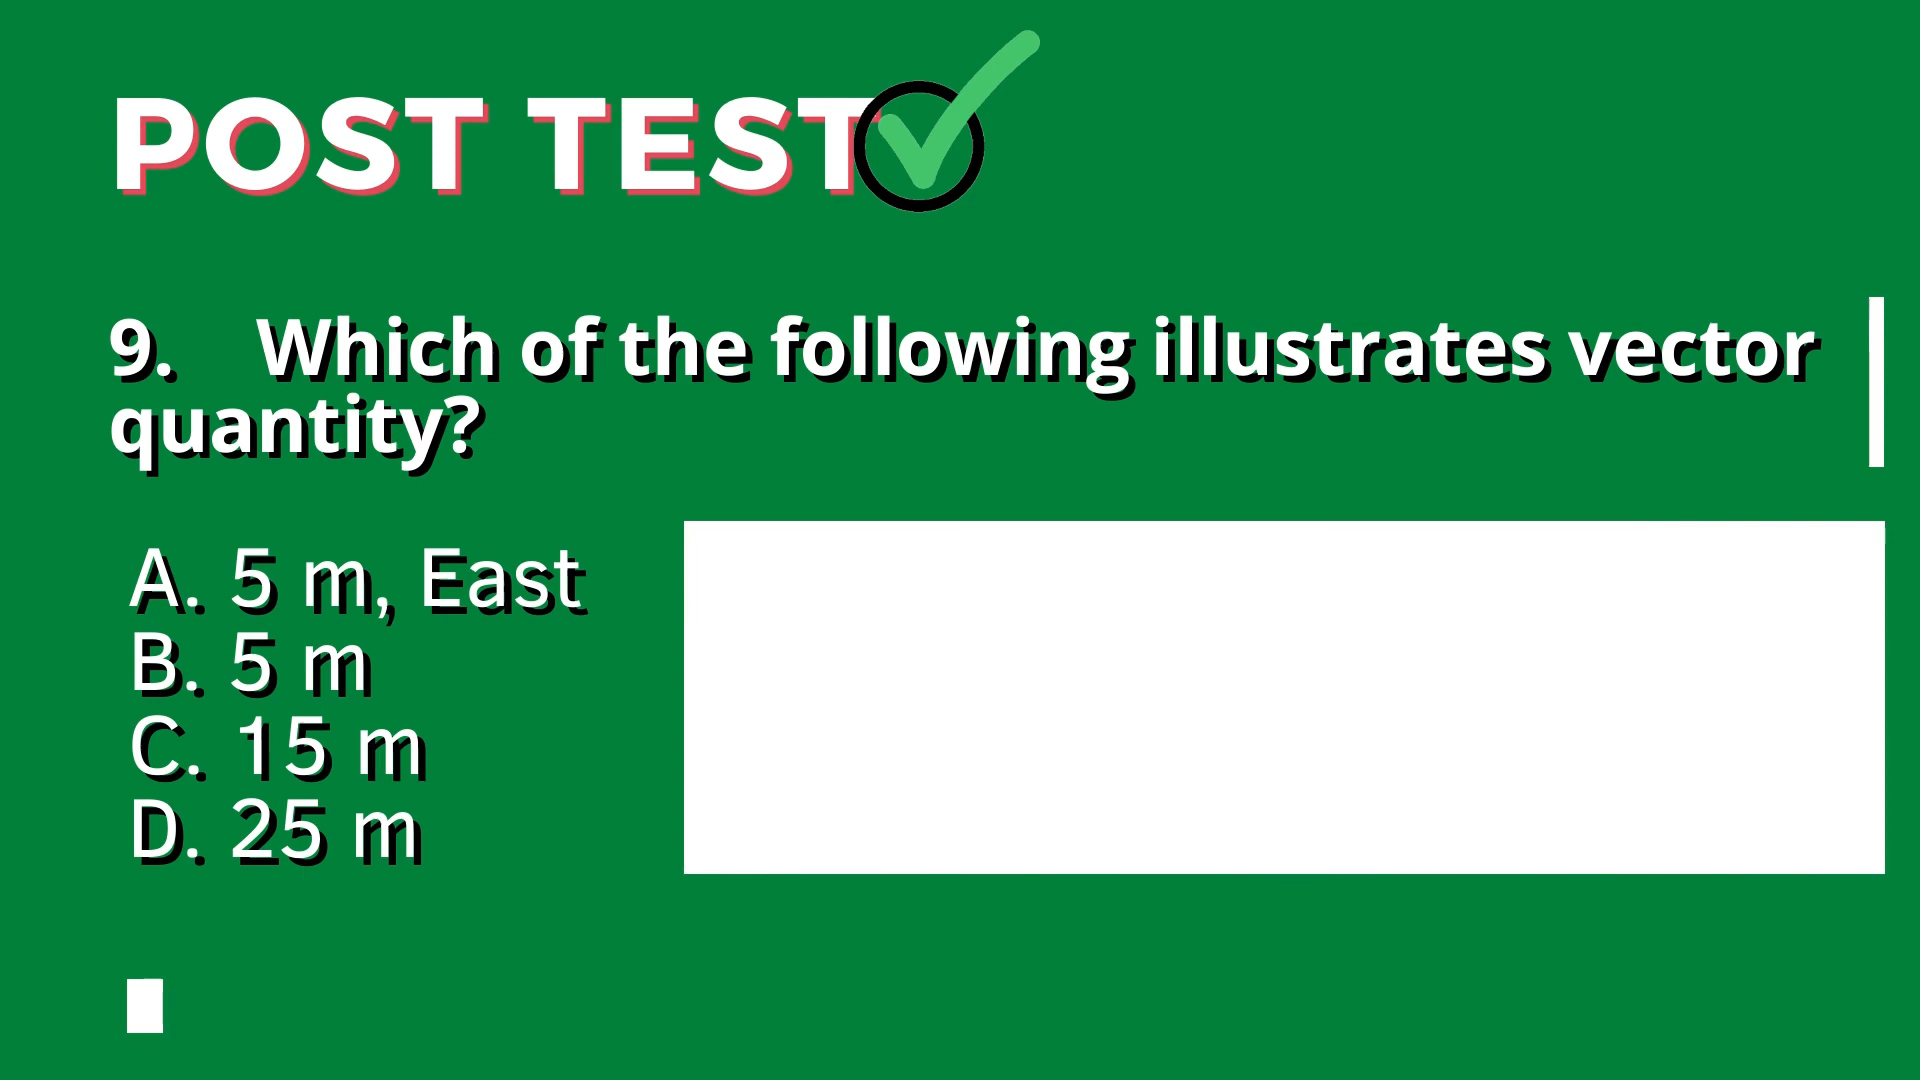 POST TEST
9. Which of the following illustrates vector
quantity?
A. 5 m, East
B. 5 m
C. 15 m
D. 25 m